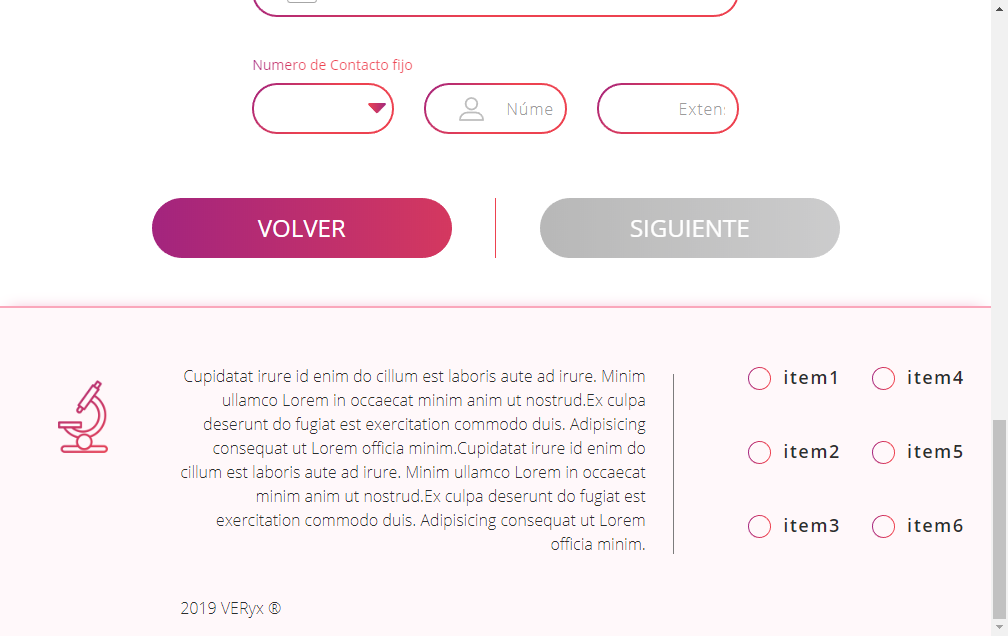 Numero de Contacto fijo
Núme
Exten
VOLVER
SIGUIENTE
Cupidatat irure id enim do cillum est laboris aute ad irure. Minim
ullamco Lorem in occaecat minim anim ut nostrud.Ex culpa
deserunt do fugiat est exercitation commodo duis. Adipisicing
consequat ut Lorem officia minim.Cupidatat irure id enim do
cillum est laboris aute ad irure. Minim ullamco Lorem in occaecat
minim anim ut nostrud.Ex culpa deserunt do fugiat est
exercitation commodo duis. Adipisicing consequat ut Lorem
officia minim.
item1
item4
item2
item5
item3
item6
2019 VERyx ®